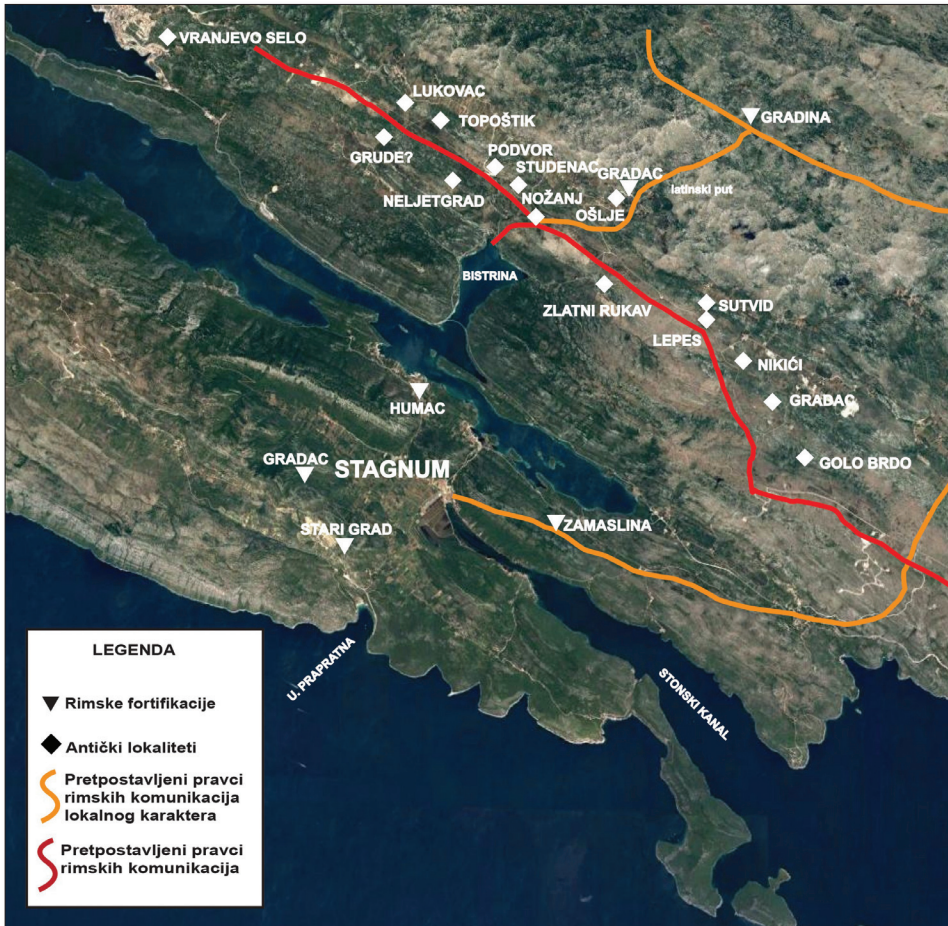 VRANJEVO SELO
LUKOVAC
TOPOŠTIK
GRADINA
GRUDE?
PODVOR
STUDENAC
GRADAC
NELJETGRAD
NOŽANJ
latinski put
OŠLJE
BISTRINA
ZLATNI RUKAV
SUTVID
LEPES
NIKIĆI
HUMAC
GRADAC
GRADAC
STAGNUM
GOLO BRDO
STARI GRAD
ZAMASLINA
U. PRAPRATNA
STONSKI KANAL
LEGENDA
Rimske fortifikacije
Antički lokaliteti
Pretpostavljeni pravci
rimskih komunikacija
lokalnog karaktera
Pretpostavljeni pravci
rimskih komunikacija